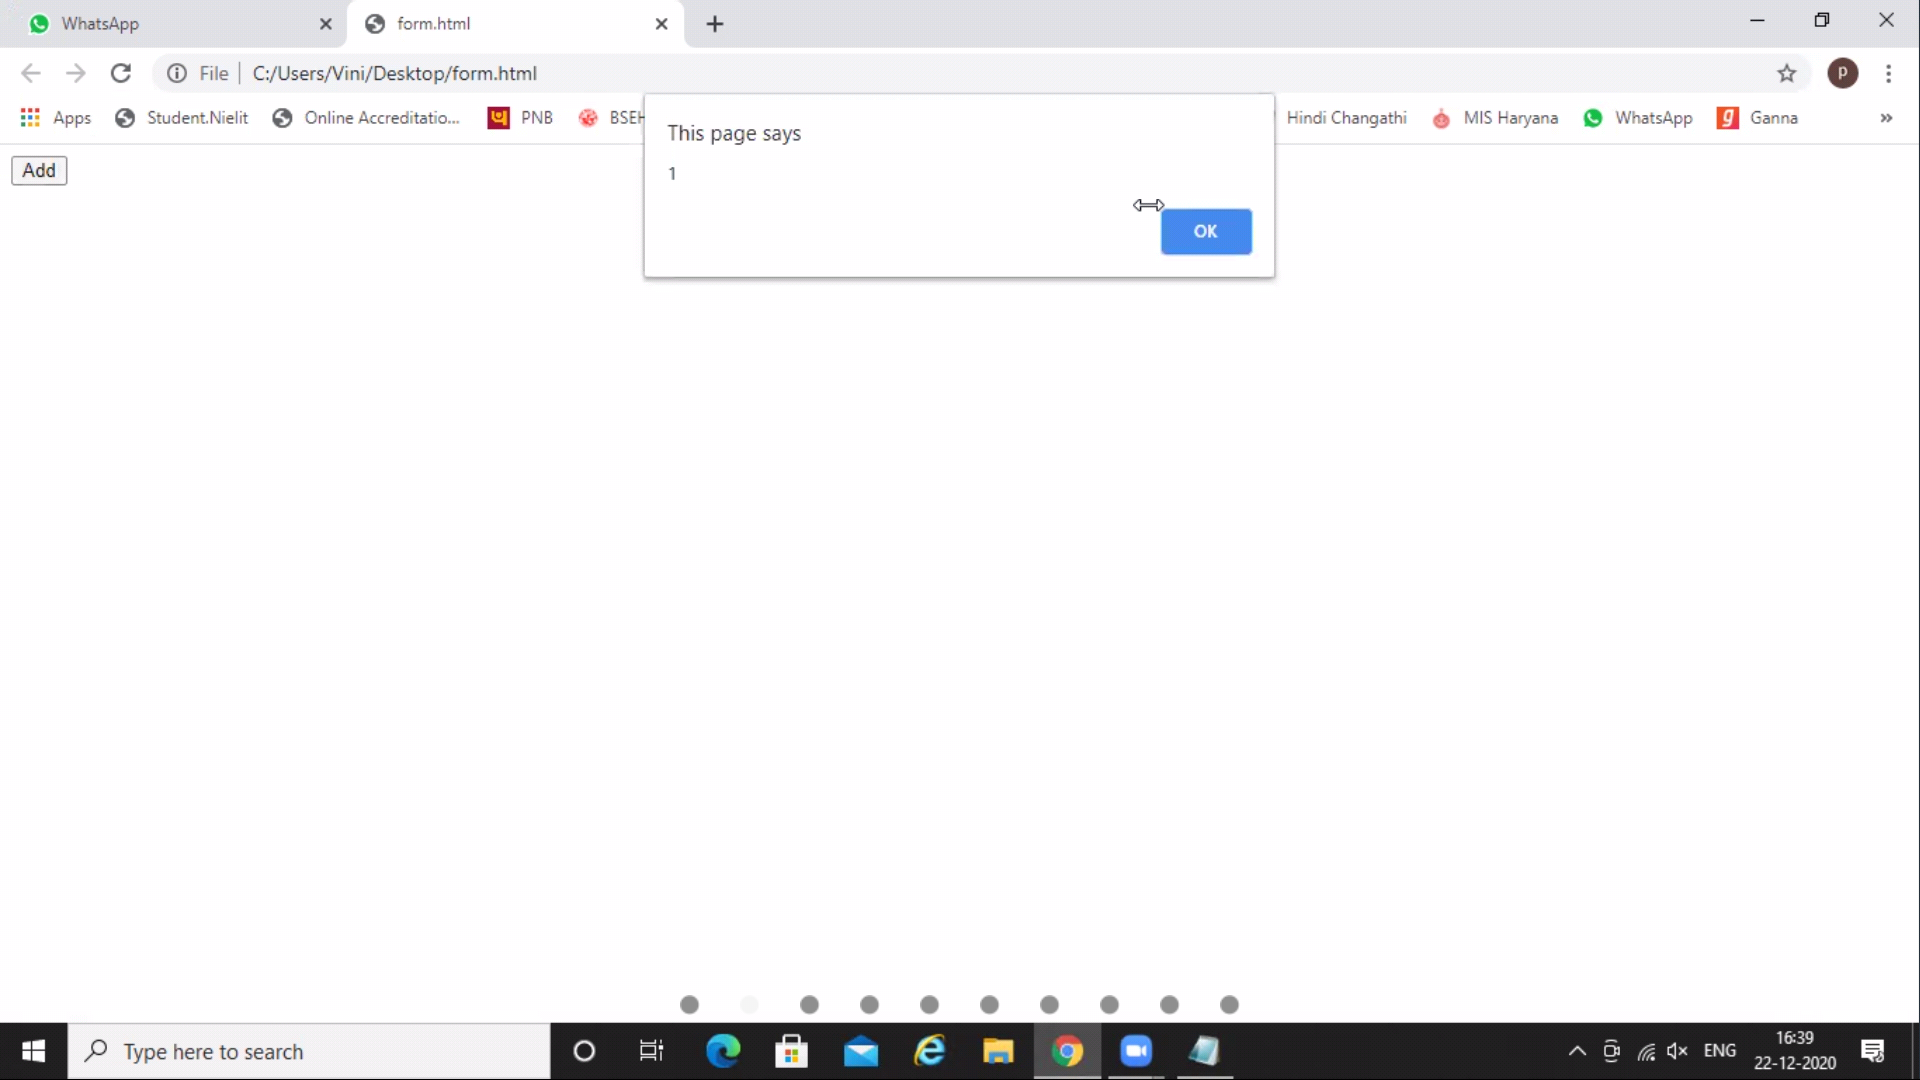 WhatsApp
form.html
File
C:/Users/Vini/Desktop/form.html
P
Apps
Student.Nielit
Online Accreditatio...
PNB
BSEH
Hindi Changathi
MIS Haryana
WhatsApp
Ganna
»
Add
This page says
1
OK
Type here to search
ENG
16:39
22-12-2020